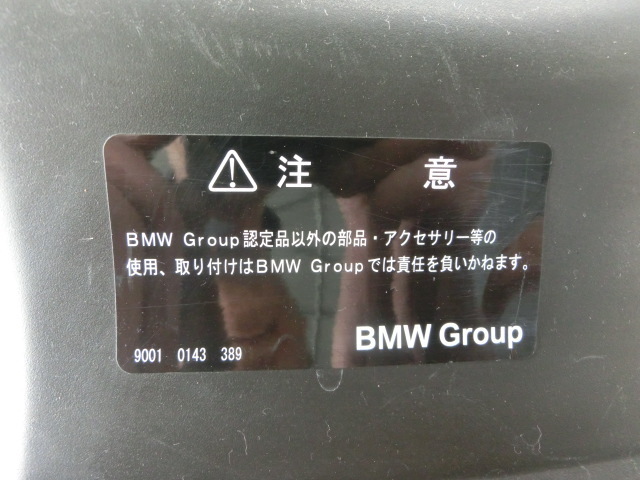 注 意
BMW Group認定品以外の部品・アクセサリー等の
使用、取り付けはBMW Groupでは責任を負いかねます。
BMW Group
9001 0143 389